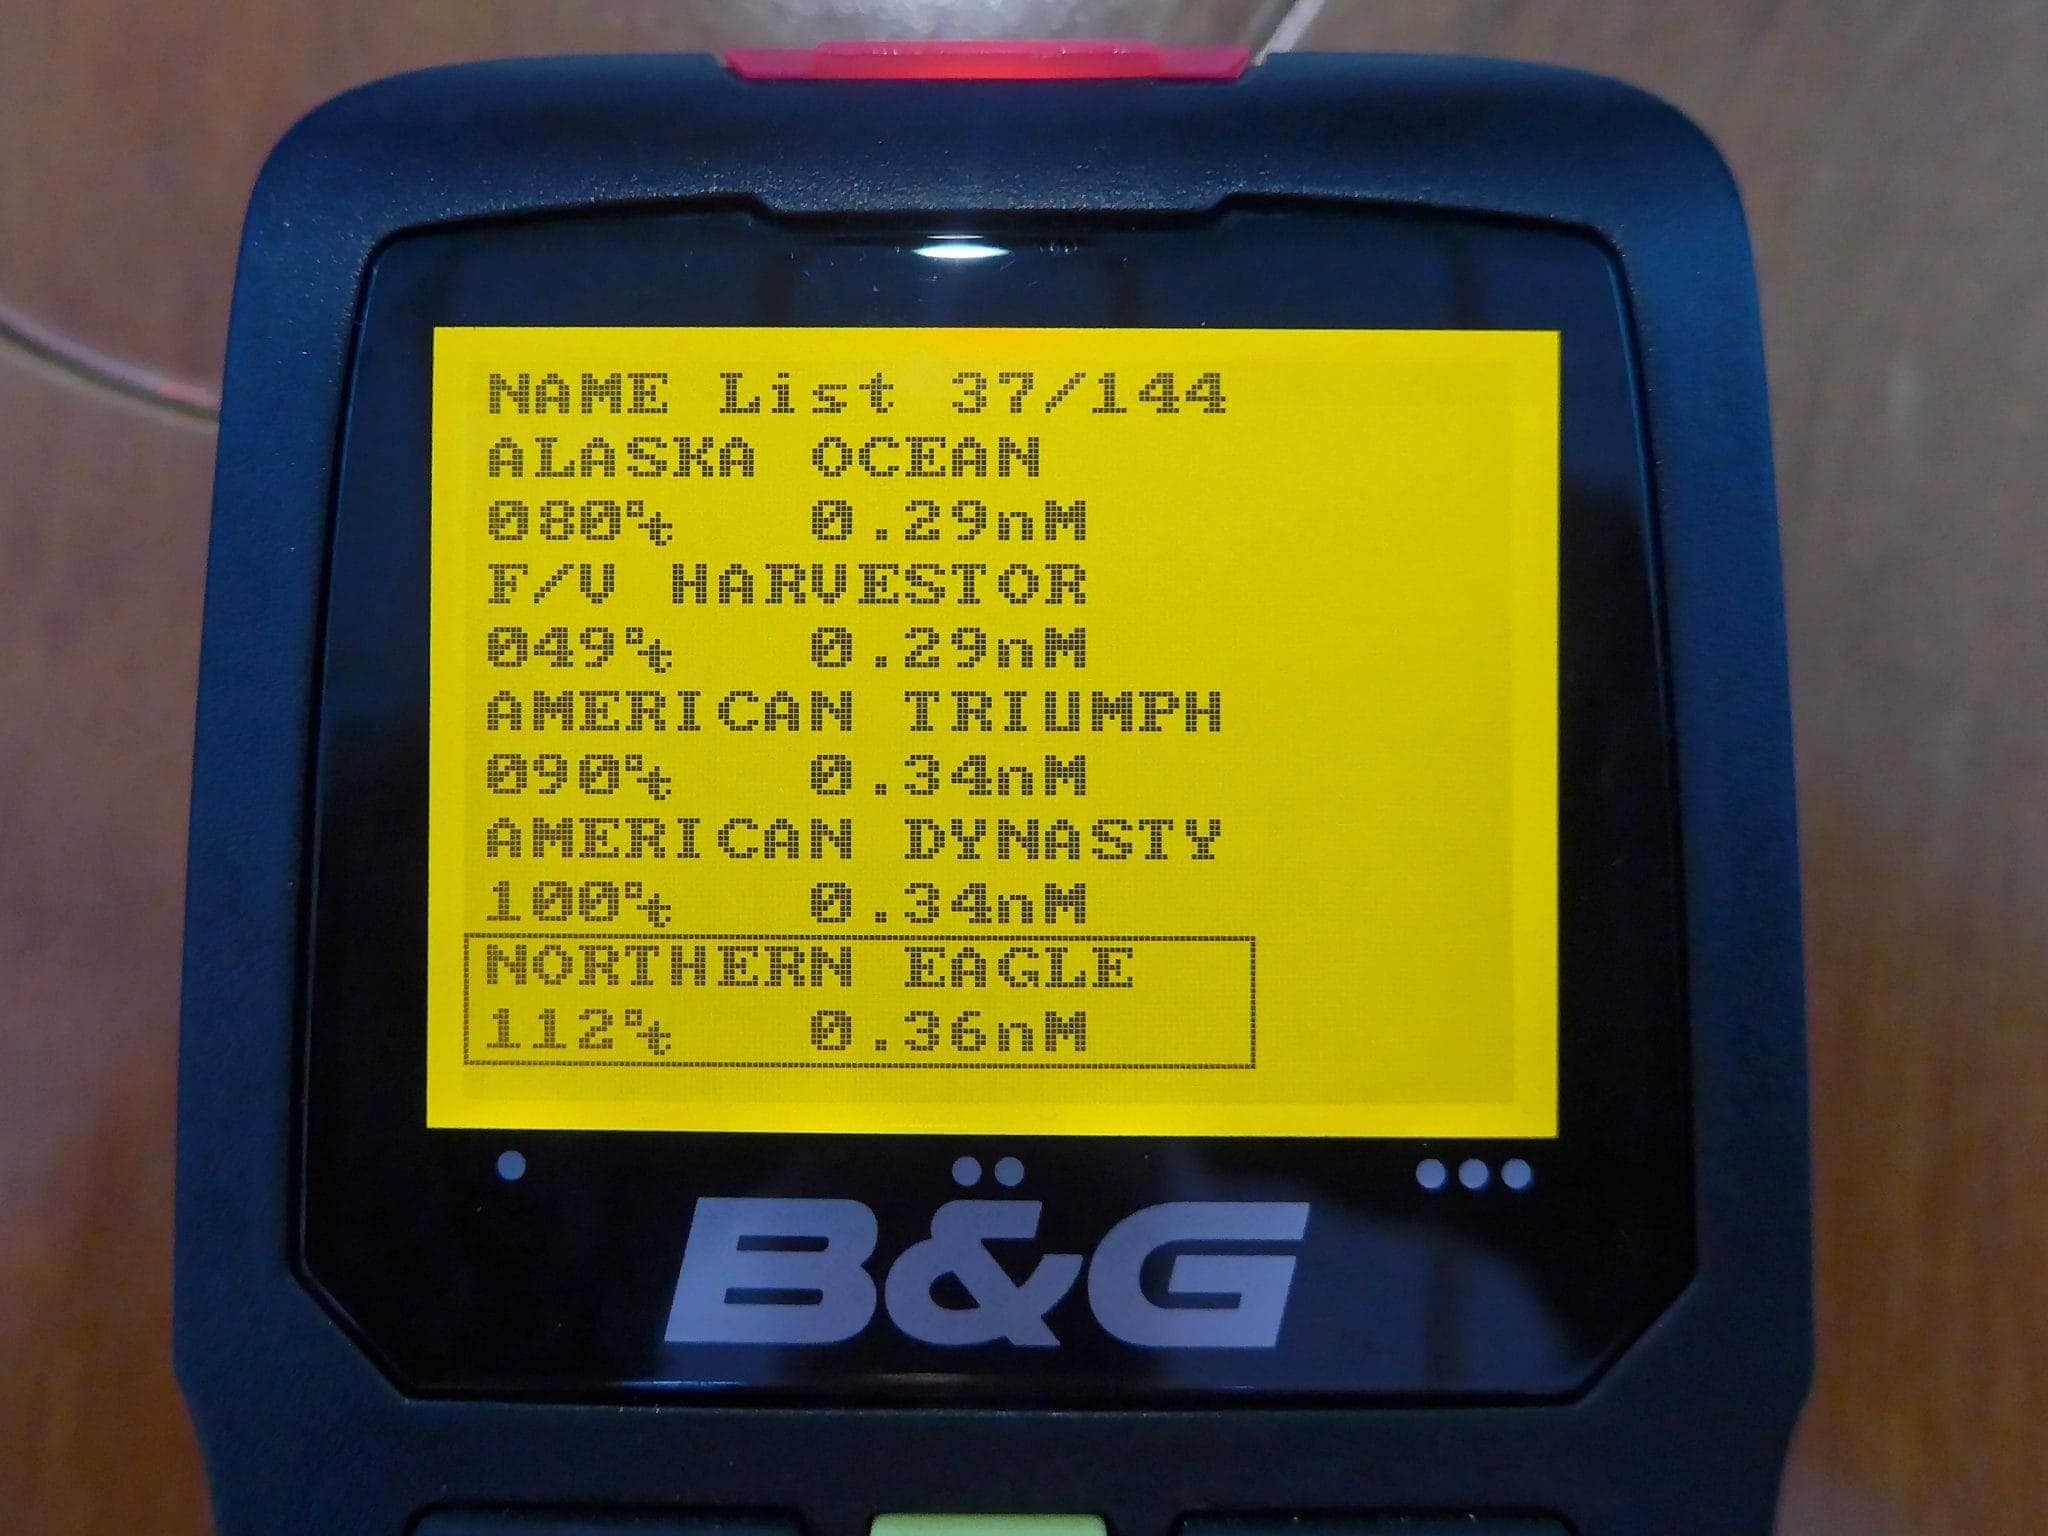 NAME List 37/144
ALASKA OCEAN
080°t 0.29nM
F/V HARVESTOR
049°t 0.29nM
AMERICAN TRIUMPH
090°t 0.34nM
AMERICAN DYNASTY
100°t 0.34nM
NORTHERN EAGLE
112°t 0.36nM
B&G